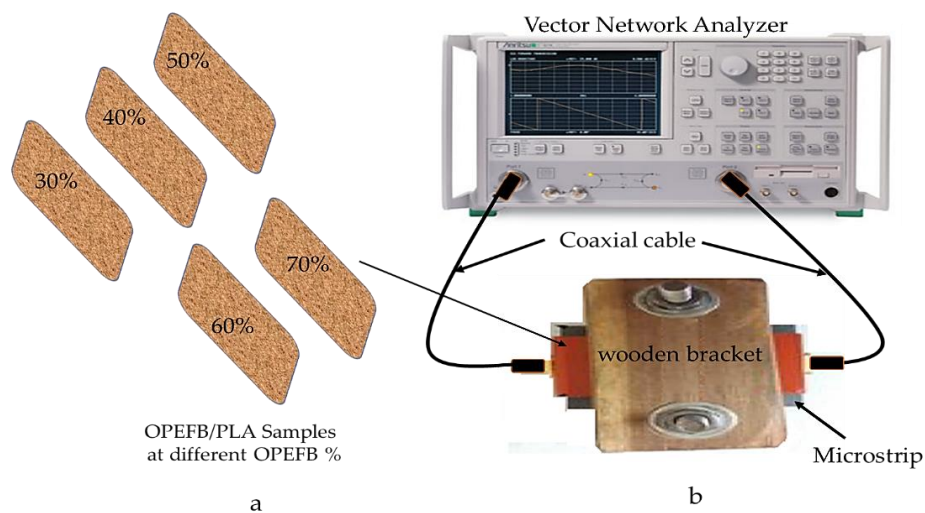 50%
40%
30%
70%
60%
OPEFB/PLA Samples
at different OPEFB %
a
Vector Network Analyzer
Anritsu
Coaxial cable
wooden bracket
Microstrip
b